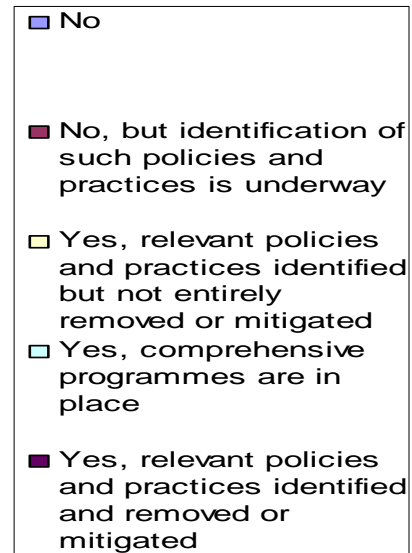 No
No, but identification of
such policies and
practices is underway
Yes, relevant policies
and practices identified
but not entirely
removed or mitigated
Yes, comprehensive
programmes are in
place
Yes, relevant policies
and practices identified
and removed or
mitigated